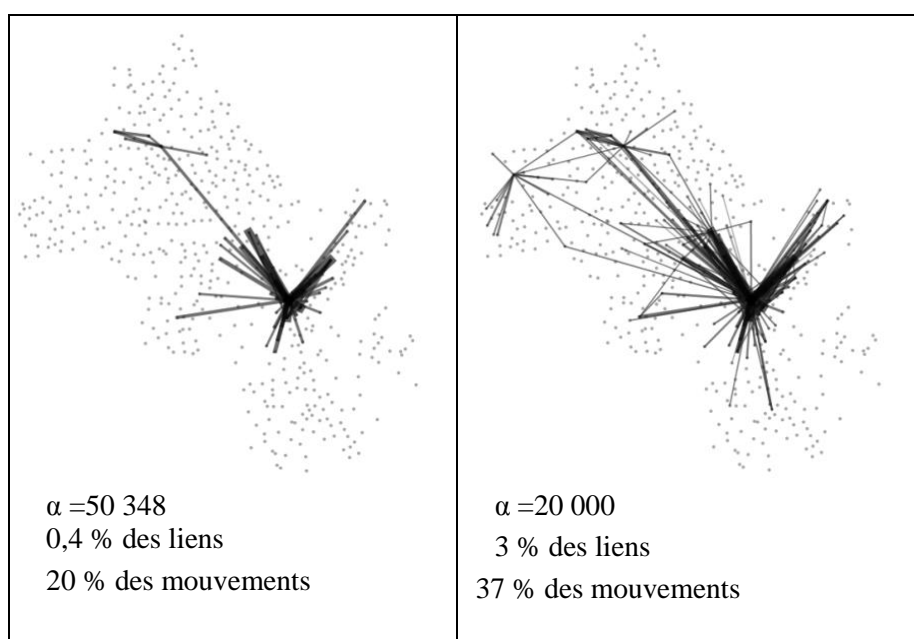 α =50 348
0,4 % des liens
20 % des mouvements
α =20 000
3 % des liens
37 % des mouvements